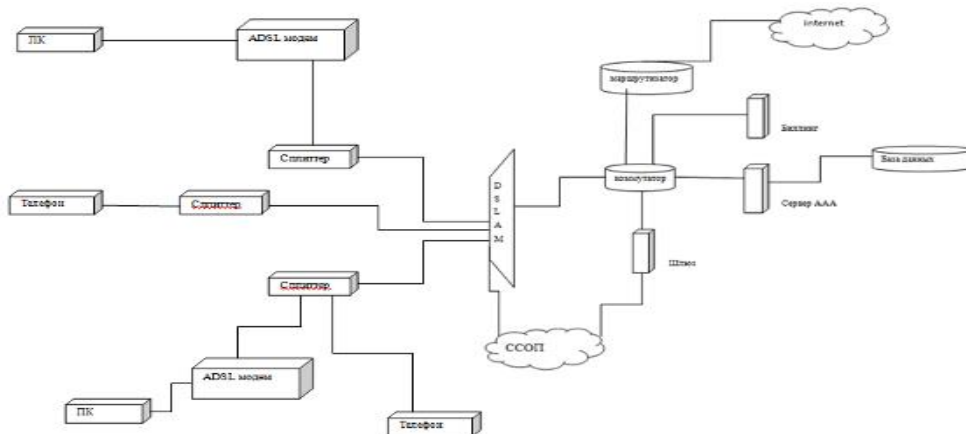 ПК
ADSL модем
internet
маршрутизатор
Биллинг
Сплиттер
коммутатор
База данных
Телефон
Сплиттер
DSLAM
Сервер ААА
Шлюз
Сплиттер
ССОП
ADSL модем
ПК
Телефон